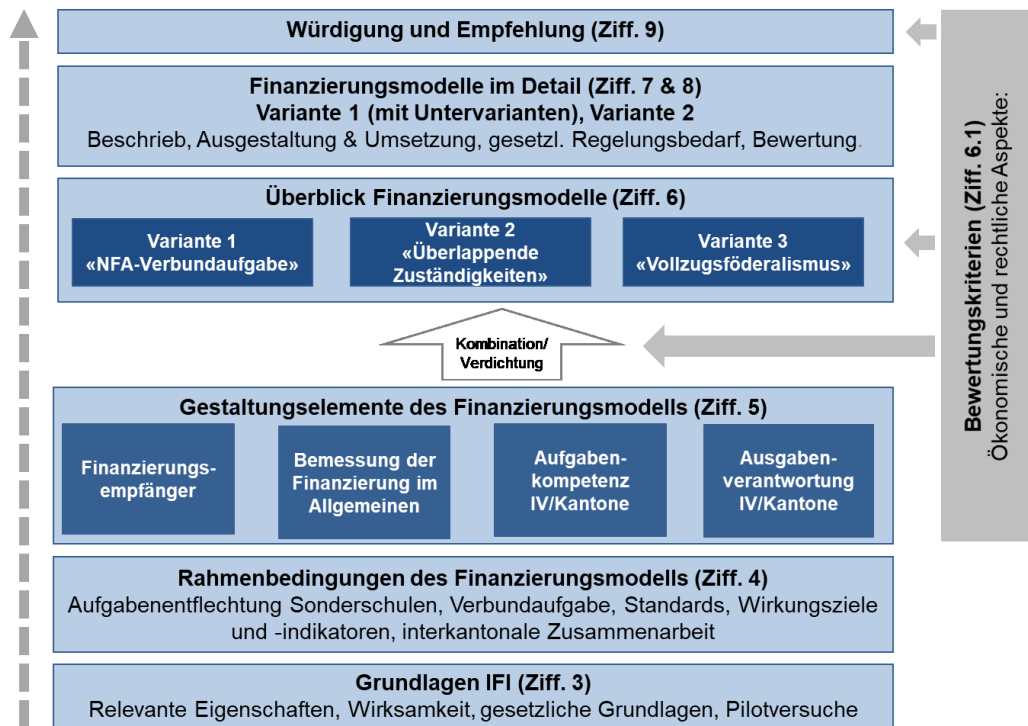 Würdigung und Empfehlung (Ziff. 9)
Finanzierungsmodelle im Detail (Ziff. 7 & 8)
Variante 1 (mit Untervarianten), Variante 2
Beschrieb, Ausgestaltung & Umsetzung, gesetzl. Regelungsbedarf, Bewertung.
Überblick Finanzierungsmodelle (Ziff. 6)
Variante 1
«NFA-Verbundaufgabe»
Variante 2
«Überlappende
Zuständigkeiten»
Variante 3
«Vollzugsföderalismus»
Kombination/
Verdichtung
Gestaltungselemente des Finanzierungsmodells (Ziff. 5)
Finanzierungs-
empfänger
Bemessung der
Finanzierung im
Allgemeinen
Aufgaben-
kompetenz
IV/Kantone
Ausgaben-
verantwortung
IV/Kantone
Rahmenbedingungen des Finanzierungsmodells (Ziff. 4)
Aufgabenentflechtung Sonderschulen, Verbundaufgabe, Standards, Wirkungsziele
und -indikatoren, interkantonale Zusammenarbeit
Grundlagen IFI (Ziff. 3)
Relevante Eigenschaften, Wirksamkeit, gesetzliche Grundlagen, Pilotversuche
Bewertungskriterien (Ziff. 6.1)
Ökonomische und rechtliche Aspekte: